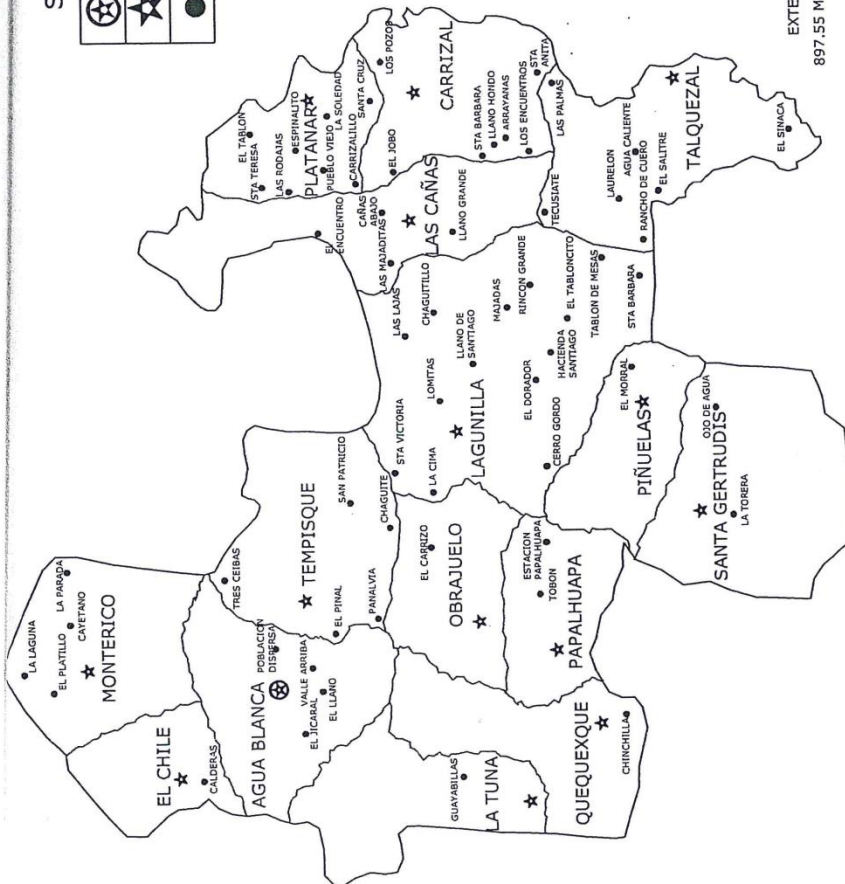 S
LA LAGUNA
EL PLATILLO
CAYETANO
LA PARADA
MONTERICO
EL CHILE
CALDERAS
TRES CEIBAS
AGUA BLANCA
POBLACION
DISPERSA
VALLE ARRIBA
EL JICARAL
EL LLANO
TEMPISQUE
SAN PATRICIO
EL PINAL
PANALVIA
CHAGUITE
EL TABLON
STA TERESA
ESPINALITO
LAS RODAJAS
PLATANAR
PUEBLO VIEJO
LA SOLEDAD
CARRIZALILLO
SANTA CRUZ
LOS POZOS
EL JOBO
CARRIZAL
STA BARBARA
LLANO HONDO
ARRAYANAS
LOS ENCUENTROS
STA
ANITA
LAS PALMAS
EL
ENCUENTRO
CAÑAS
ABAJO
LAS MAJADITAS
LAS CAÑAS
LLANO GRANDE
TECUSIATE
LAS LAJAS
CHAGUITILLO
STA VICTORIA
LOMITAS
LA CIMA
LLANO DE
SANTIAGO
LAGUNILLA
MAJADAS
RINCON GRANDE
EL DORADOR
HACIENDA
SANTIAGO
EL TABLONCITO
CERRO GORDO
TABLON DE MESAS
STA BARBARA
EL CARRIZO
OBRAJUELO
GUAYABILLAS
LA TUNA
ESTACION
PAPALHUAPA
TOBON
PAPALHUAPA
QUEQUEXQUE
CHINCHILLA
EL MORRAL
PIÑUELAS
OJO DE AGUA
SANTA GERTRUDIS
LA TORERA
LAURELON
AGUA CALIENTE
RANCHO DE CUERO
EL SALITRE
TALQUEZAL
EL SINACA
EXTE
897.55 M